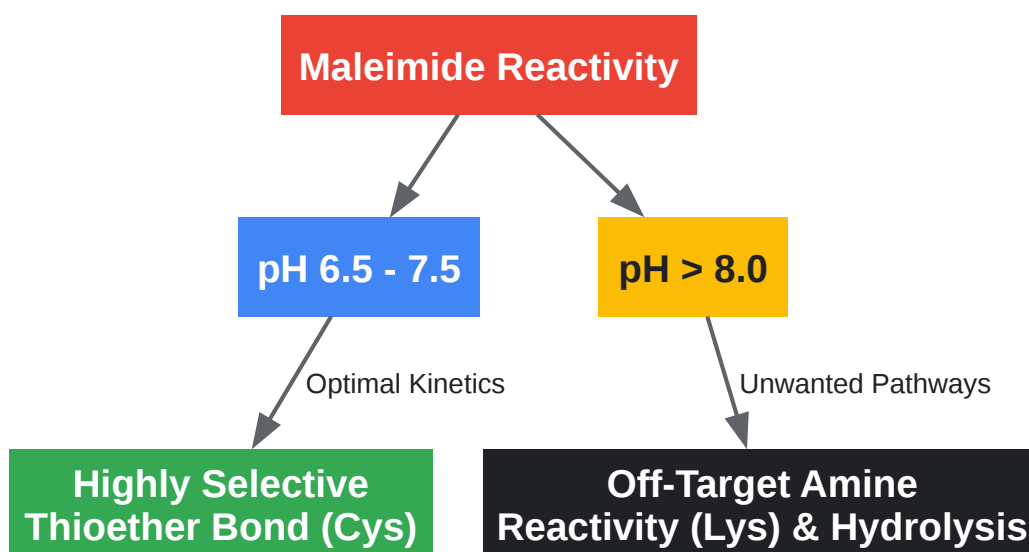 Maleimide Reactivity
pH 6.5 - 7.5
pH > 8.0
Optimal Kinetics
Unwanted Pathways
Highly Selective
Thioether Bond (Cys)
Off-Target Amine
Reactivity (Lys) & Hydrolysis